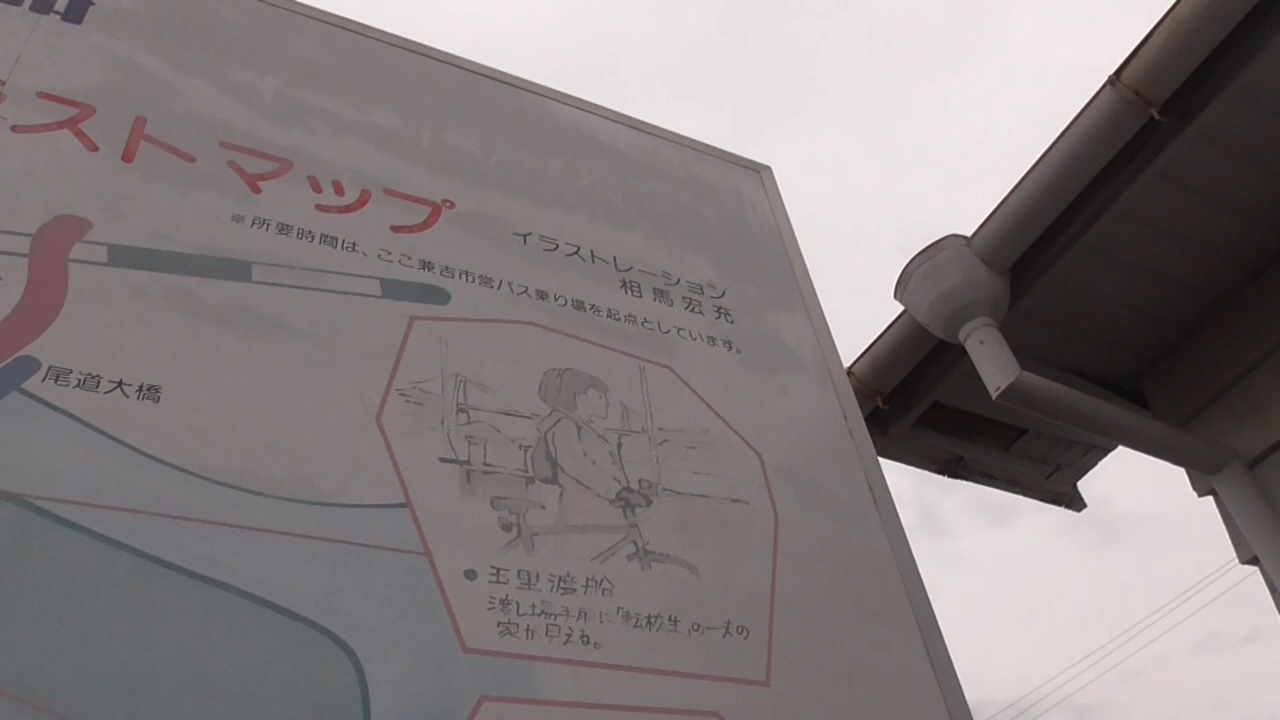 ストマップ
イラストレーション
相馬宏充
※所要時間は、ここ兼吉市営バス乗り場を起点としています。
尾道大橋
●玉里渡船
渡し場手前に「転校生」の一夫の
家が見える。